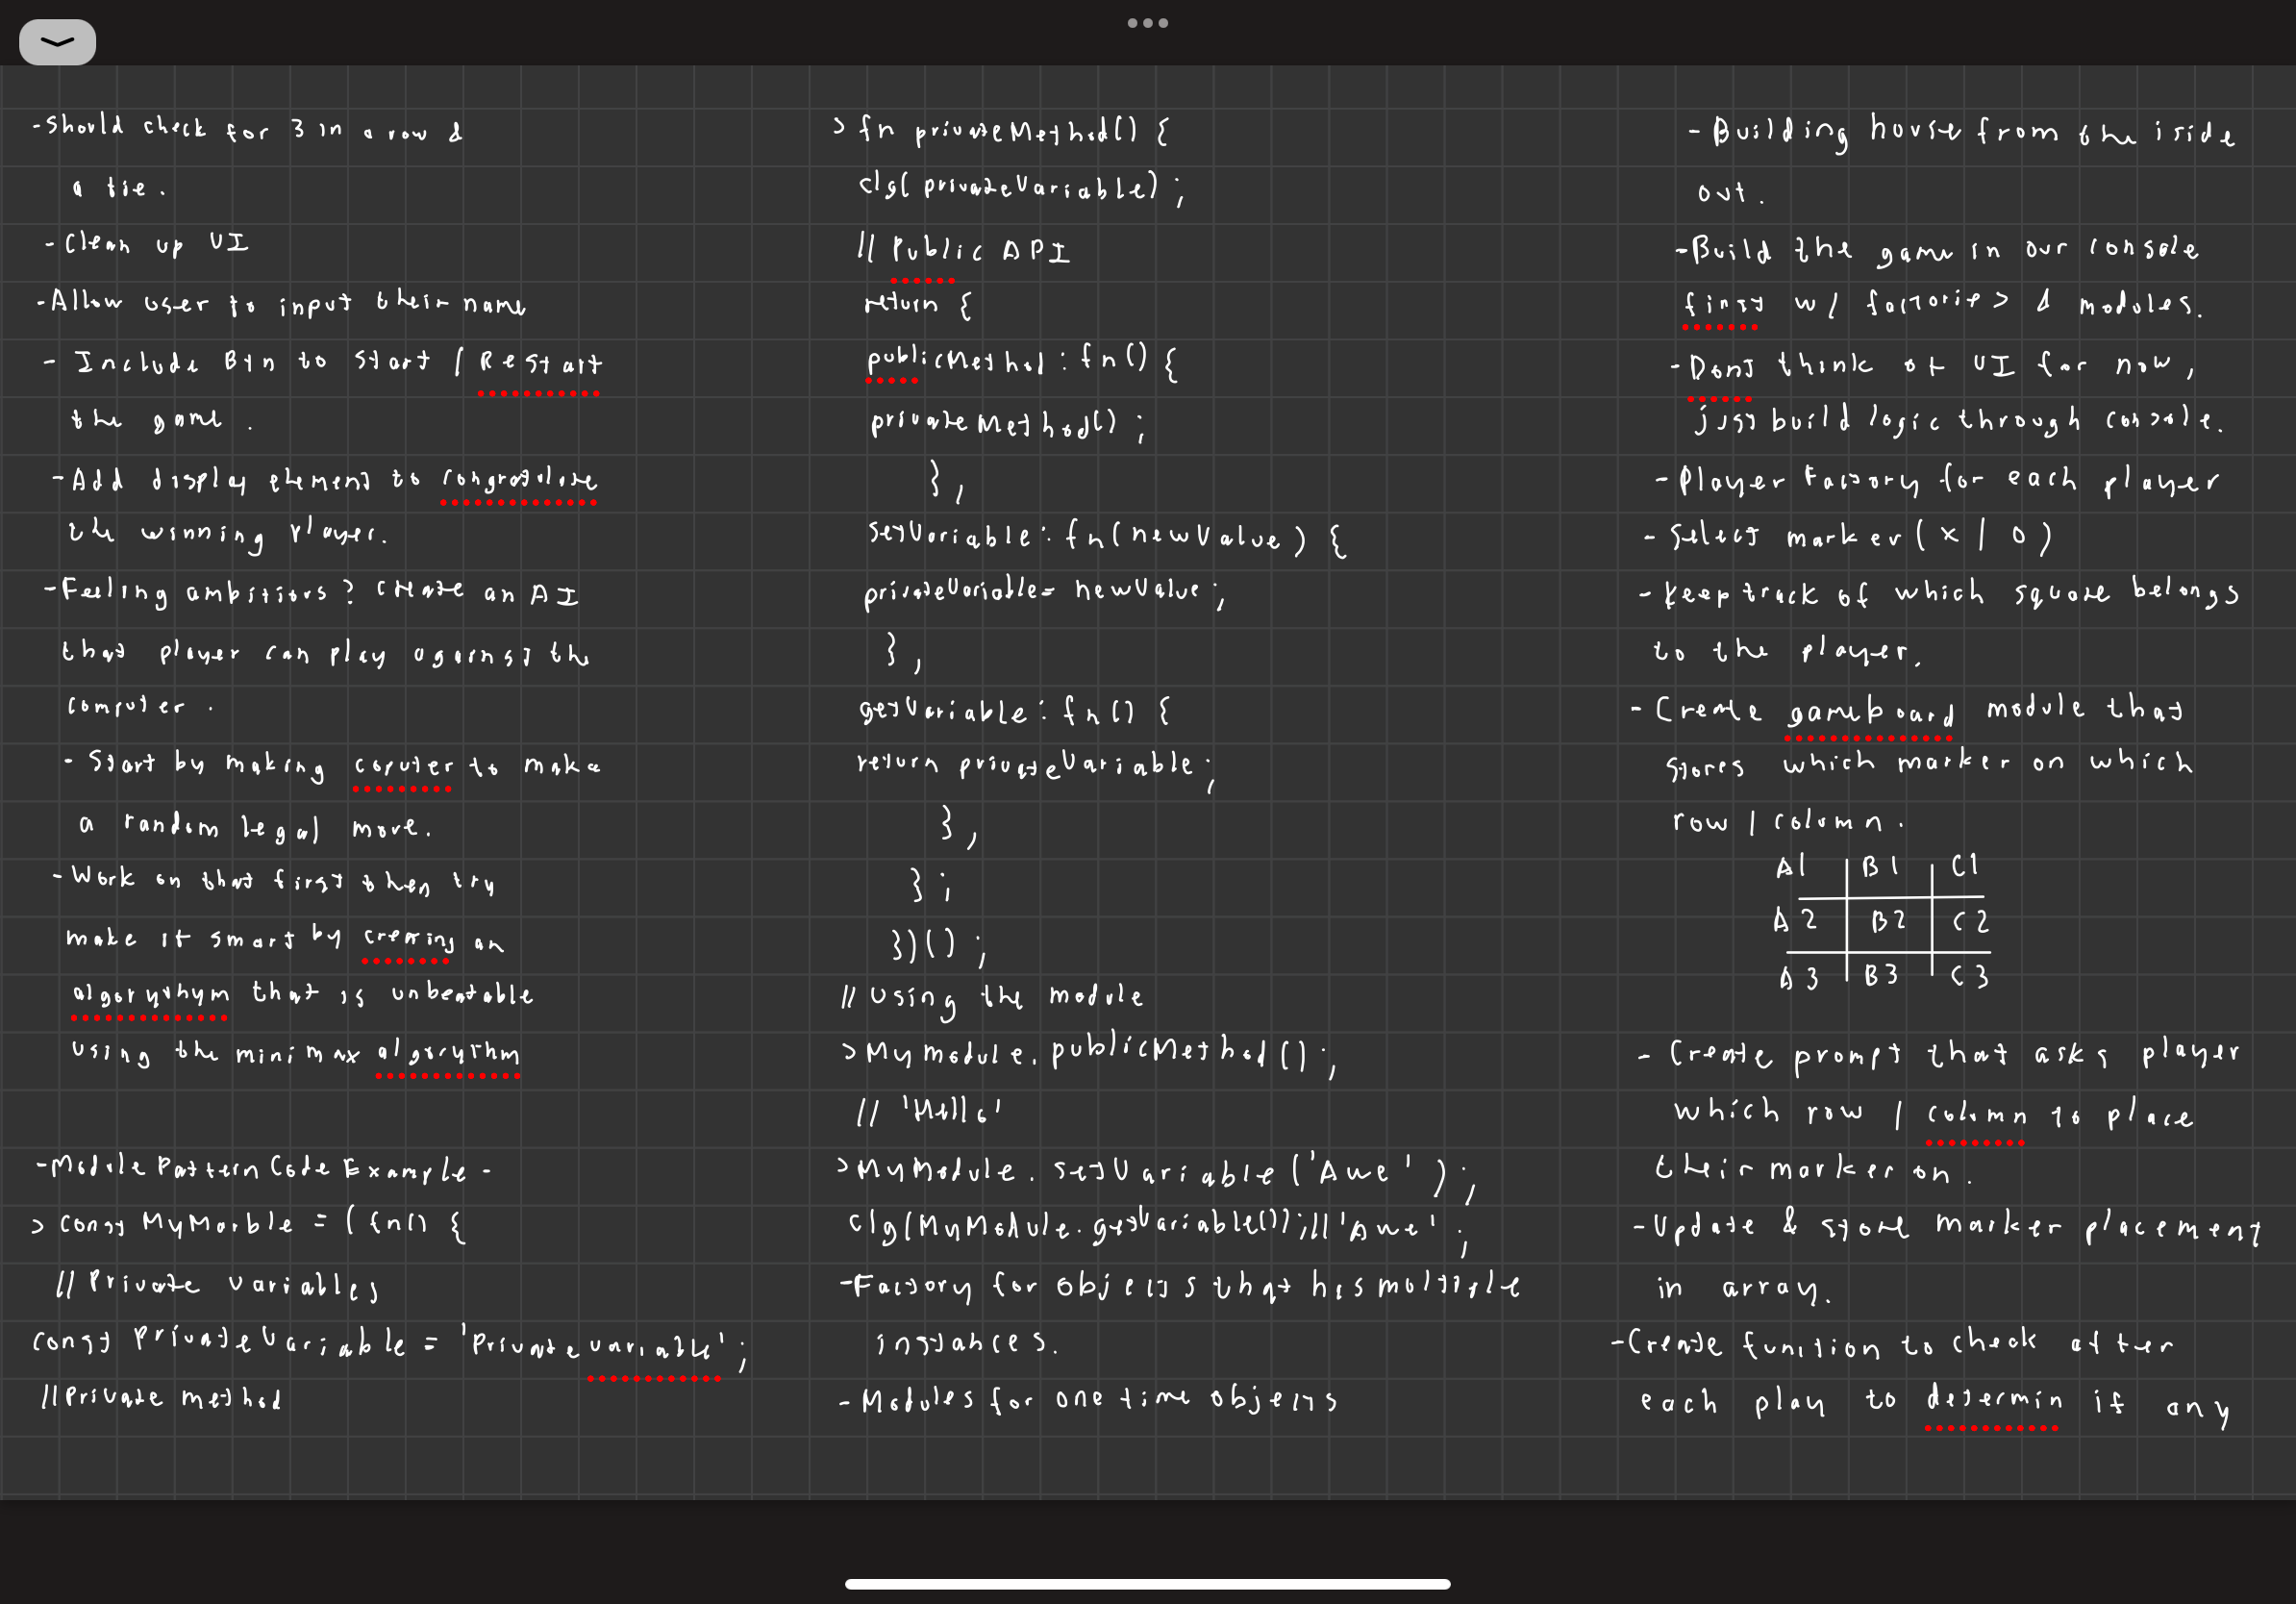 -Should check for 3 in a row &
a tie.
-Clean up UI
-Allow user to input their name
- Include Btn to start / Restart
the game.
-Add display element to congratulate
the winning player.
-Feeling ambitious? Create an AI
that player can play against the
computer.
- Start by making coputer to make
a random legal move.
-Work on that first then try
make it smart by creating an
algorythym that is unbeatable
using the minimax algorythm
-Module Pattern Code Example-
> const MyMarble = (fn() {
// Private variables
const PrivateVariable = 'Private variable';
//Private method
> fn privateMethod() {
clg( privateVariable);
// Public API
return {
publicMethod: fn() {
privateMethod();
},
setVariable: fn(newValue) {
privateVariable= newValue;
},
getVariable: fn() {
return privateVariable;
},
};
})();
// Using the module
>My module.publicMethod();
// 'Hello'
>MyModule.setVariable('Awe');
clg(MyModule.getVariable());//'Awe';
-Factory for objects that has multiple
instances.
- Modules for one time objects
- Building house from the iside
out.
-Build the game in our console
first w/ factories & modules.
-Dont think of UI for now,
just build logic through console.
-Player Factory for each player
- Select marker (x / o)
- Keep track of which square belongs
to the player.
- Create gameboard module that
stores which marker on which
row / column.
A1 B1 C1
A2 B2 C2
A3 B3 C3
- Create prompt that asks player
which row / column to place
their marker on.
-Update & store marker placement
in array.
-Create function to check after
each play to determin if any